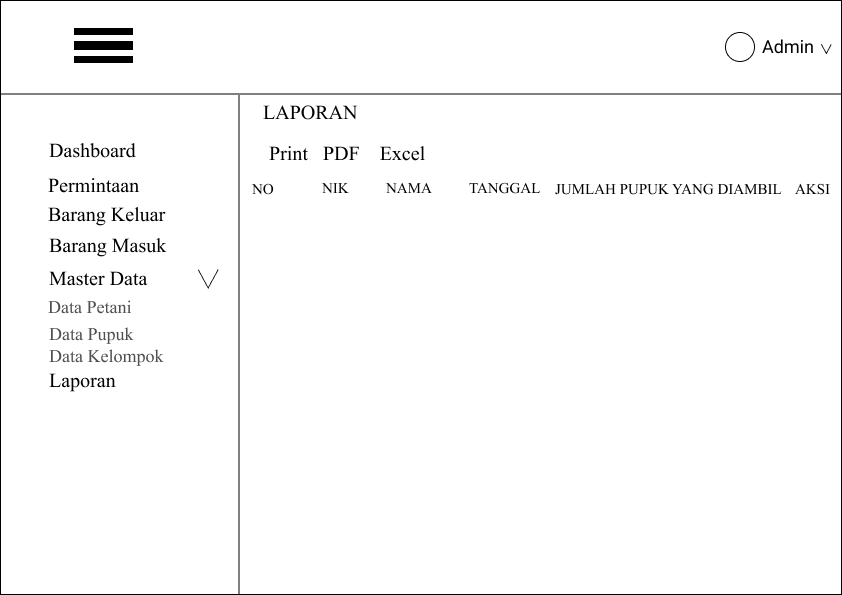 Admin
LAPORAN
Print PDF Excel
NO NIK NAMA TANGGAL JUMLAH PUPUK YANG DIAMBIL AKSI
Dashboard
Permintaan
Barang Keluar
Barang Masuk
Master Data
Data Petani
Data Pupuk
Data Kelompok
Laporan